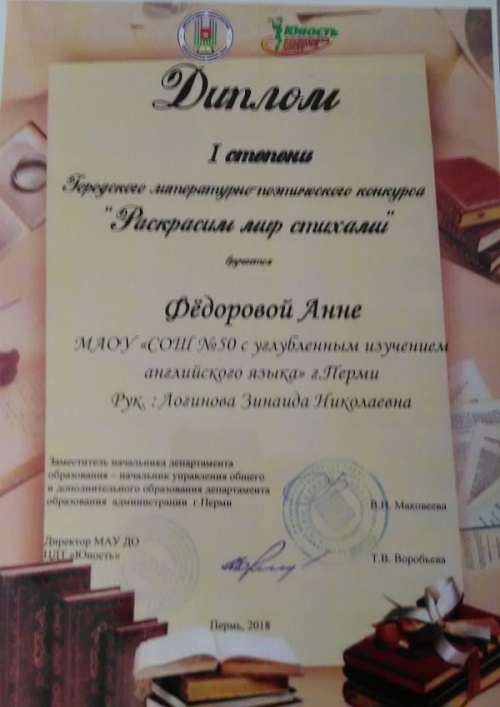 Юность
Диплом
I степени
Городского литературно-поэтического конкурса
"Раскрасим мир стихами"
вручается
Фёдоровой Анне
МАОУ «СОШ №50 с углубленным изучением
английского языка» г.Перми
Рук. : Логинова Зинаида Николаевна
Заместитель начальника департамента
образования – начальник управления общего
и дополнительного образования департамента
образования администрации г.Перми
В.И. Маковеева
Директор МАУ ДО
ЦДТ «Юность»
Т.В. Воробьева
Пермь, 2018